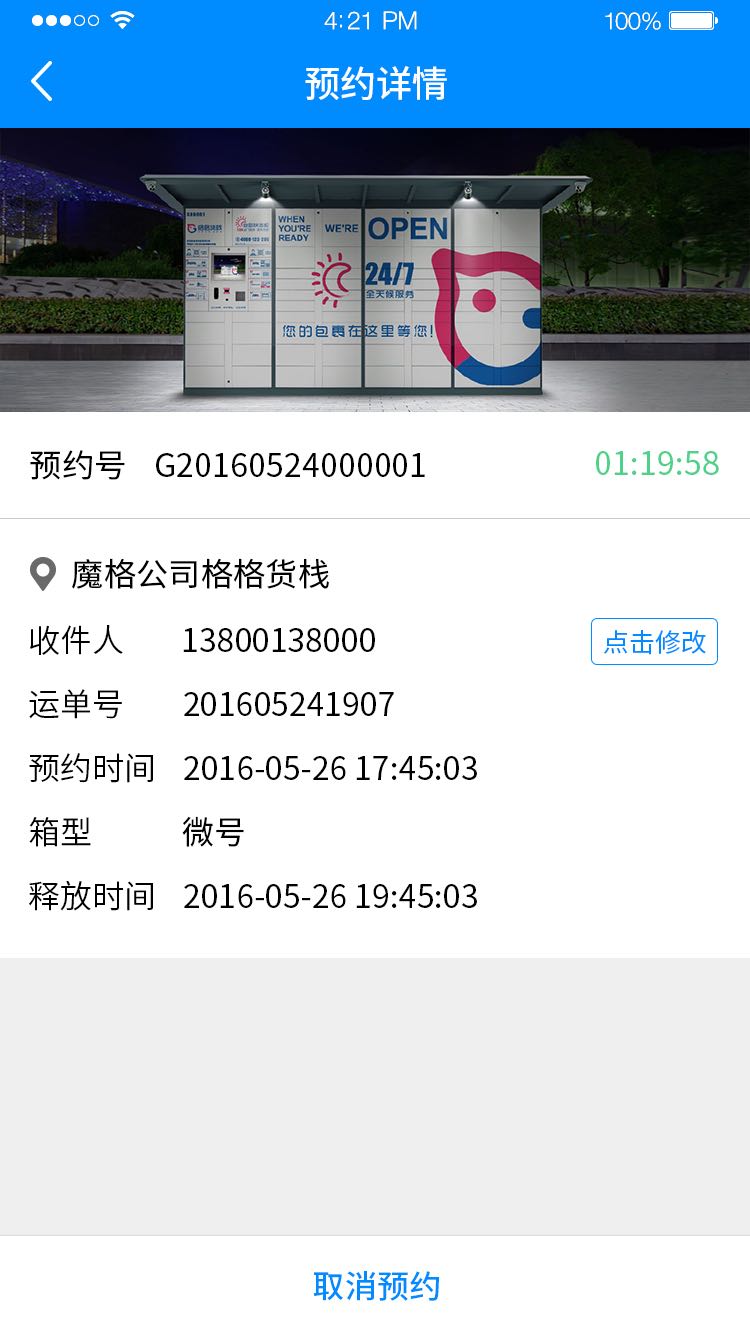 4:21 PM
100%
预约详情
WHEN
YOU'RE
READY
WE'RE
OPEN
24/7
全天候服务
您的包裹在这里等您!
预约号 G20160524000001
01:19:58
魔格公司格格货栈
收件人 13800138000
点击修改
运单号 201605241907
预约时间 2016-05-26 17:45:03
箱型 微号
释放时间 2016-05-26 19:45:03
取消预约